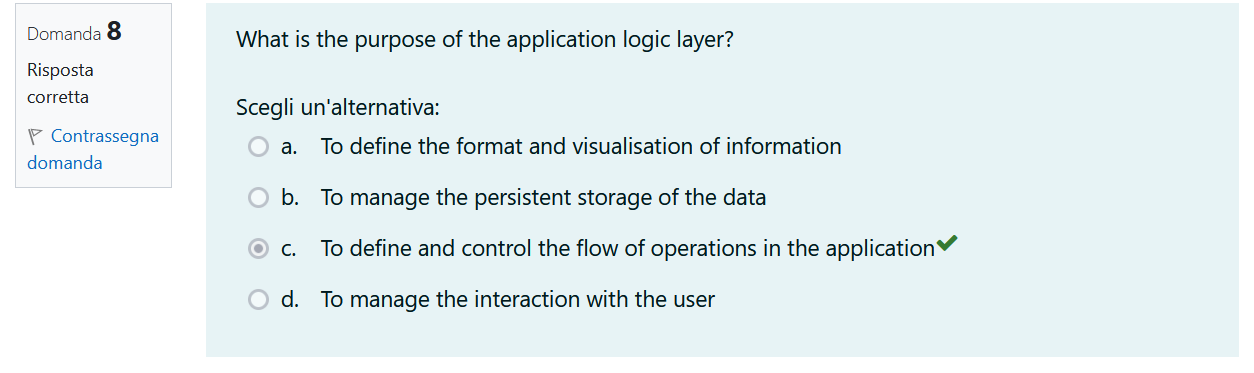 Domanda 8
Risposta
corretta
Contrassegna
domanda
What is the purpose of the application logic layer?
Scegli un'alternativa:
a. To define the format and visualisation of information
b. To manage the persistent storage of the data
c. To define and control the flow of operations in the application
d. To manage the interaction with the user